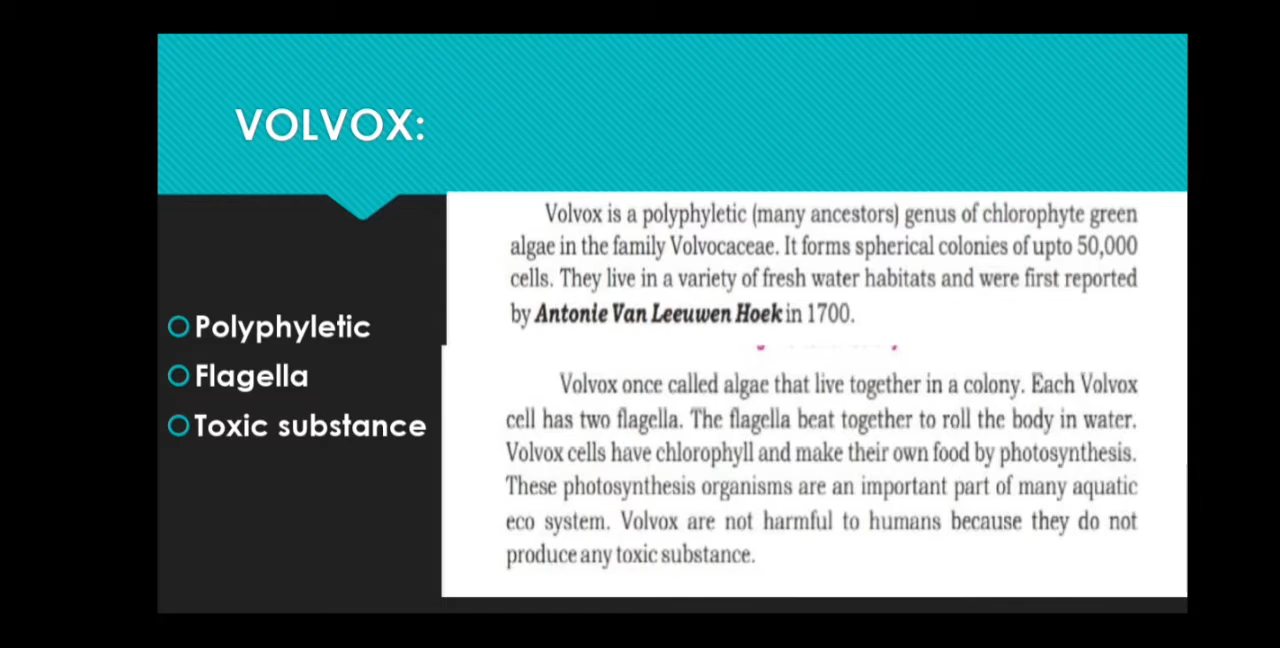 VOLVOX:
Polyphyletic
Flagella
Toxic substance
Volvox is a polyphyletic (many ancestors) genus of chlorophyte green
algae in the family Volvocaceae. It forms spherical colonies of upto 50,000
cells. They live in a variety of fresh water habitats and were first reported
by Antonie Van Leeuwen Hoek in 1700.
Volvox once called algae that live together in a colony. Each Volvox
cell has two flagella. The flagella beat together to roll the body in water.
Volvox cells have chlorophyll and make their own food by photosynthesis.
These photosynthesis organisms are an important part of many aquatic
eco system. Volvox are not harmful to humans because they do not
produce any toxic substance.